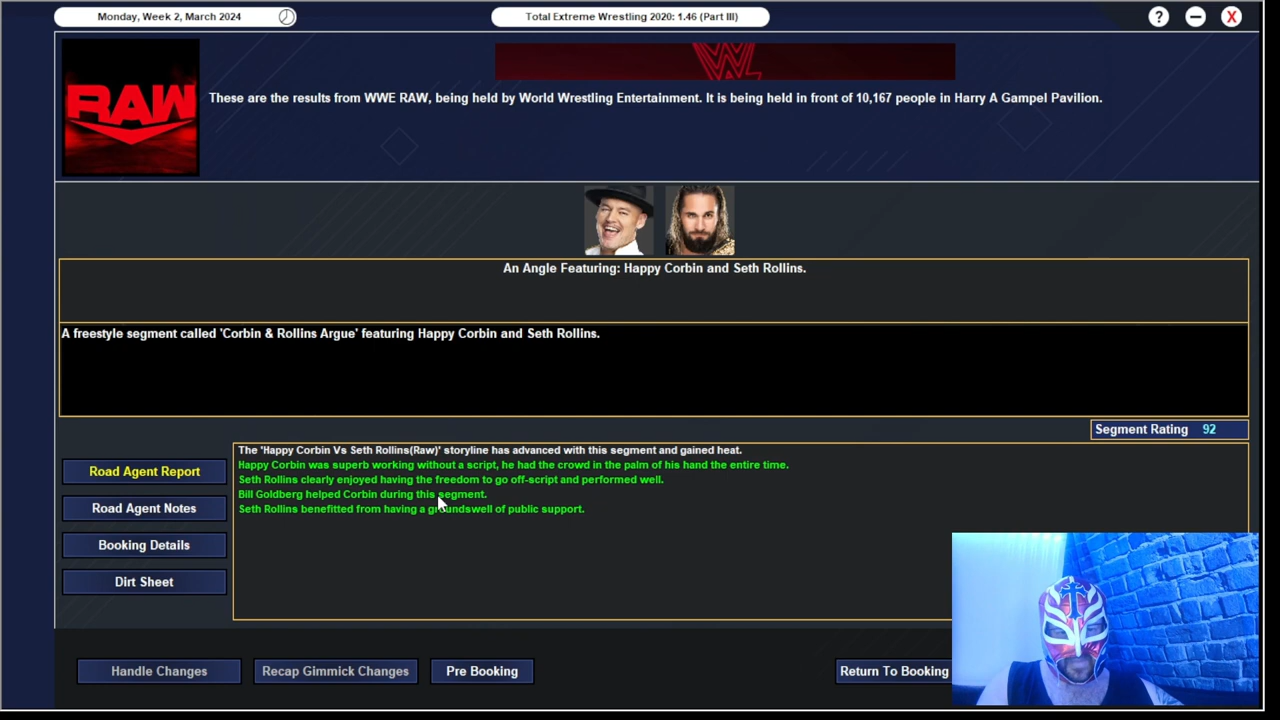 Monday, Week 2, March 2024
Total Extreme Wrestling 2020: 1.46 (Part III)
?
X
RAW
W
These are the results from WWE RAW, being held by World Wrestling Entertainment. It is being held in front of 10,167 people in Harry A Gampel Pavilion.
An Angle Featuring: Happy Corbin and Seth Rollins.
A freestyle segment called 'Corbin & Rollins Argue' featuring Happy Corbin and Seth Rollins.
Segment Rating 92
The 'Happy Corbin Vs Seth Rollins(Raw)' storyline has advanced with this segment and gained heat.
Happy Corbin was superb working without a script, he had the crowd in the palm of his hand the entire time.
Seth Rollins clearly enjoyed having the freedom to go off-script and performed well.
Bill Goldberg helped Corbin during this segment.
Seth Rollins benefitted from having a groundswell of public support.
Road Agent Report
Road Agent Notes
Booking Details
Dirt Sheet
Handle Changes
Recap Gimmick Changes
Pre Booking
Return To Booking